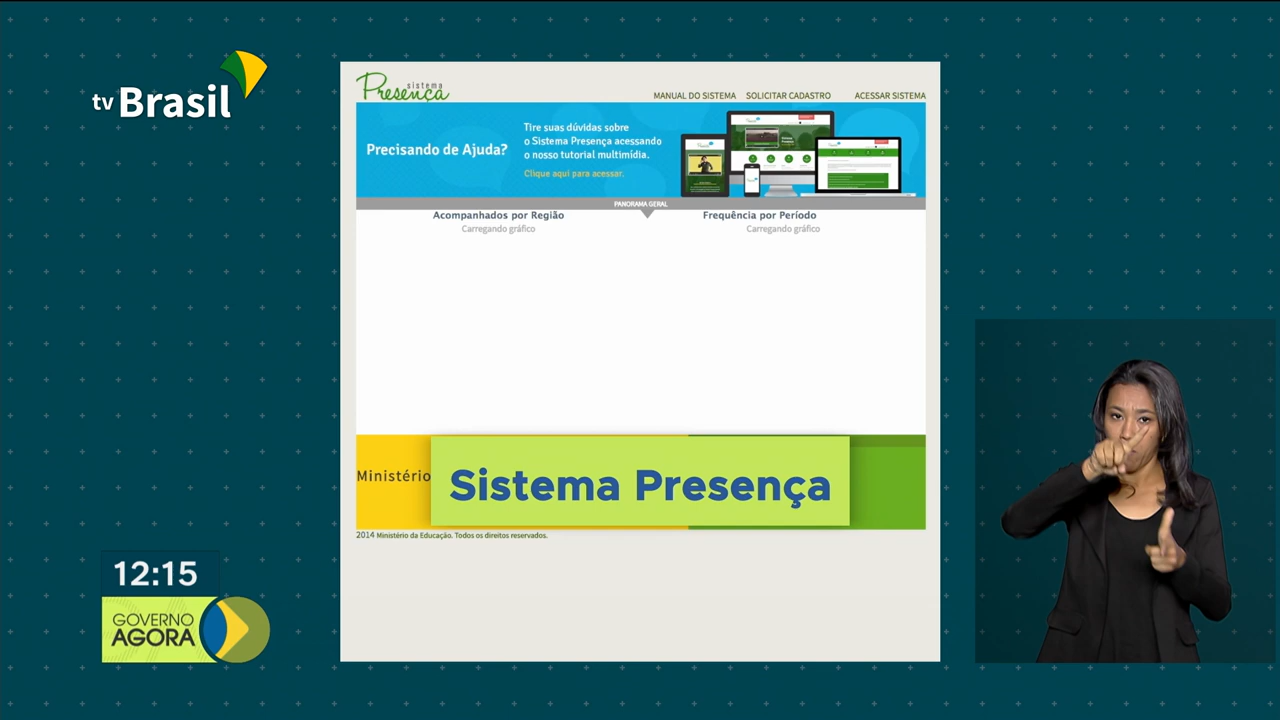 tv Brasil
sistema
Presença
MANUAL DO SISTEMA SOLICITAR CADASTRO ACESSAR SISTEMA
Precisando de Ajuda?
Tire suas dúvidas sobre
o Sistema Presença acessando
o nosso tutorial multimídia.
Clique aqui para acessar.
PANORAMA GERAL
Acompanhados por Região
Carregando gráfico
Frequência por Período
Carregando gráfico
Ministério
Sistema Presença
2014 Ministério da Educação. Todos os direitos reservados.
12:15
GOVERNO
AGORA